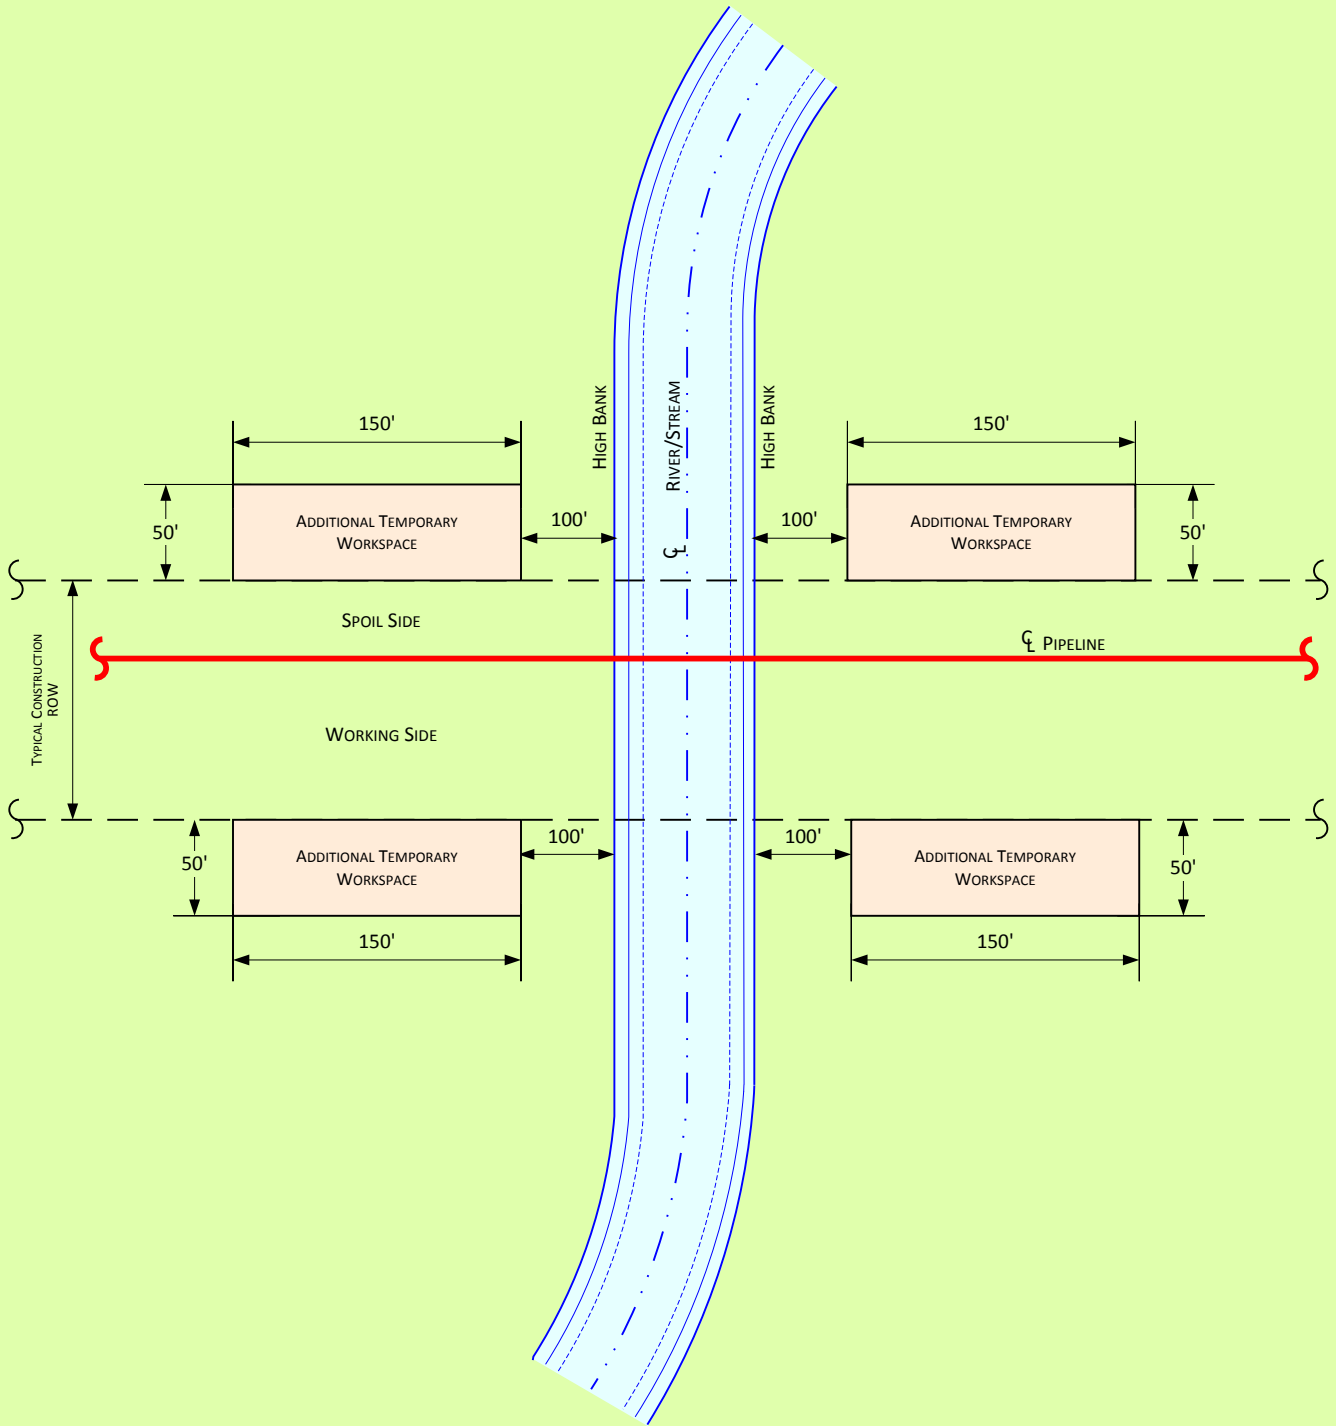 150'
HIGH BANK
RIVER/STREAM
HIGH BANK
150'
50'
ADDITIONAL TEMPORARY
WORKSPACE
100'
℄
100'
ADDITIONAL TEMPORARY
WORKSPACE
50'
SPOIL SIDE
℄ PIPELINE
TYPICAL CONSTRUCTION
ROW
WORKING SIDE
50'
ADDITIONAL TEMPORARY
WORKSPACE
100'
100'
ADDITIONAL TEMPORARY
WORKSPACE
50'
150'
150'